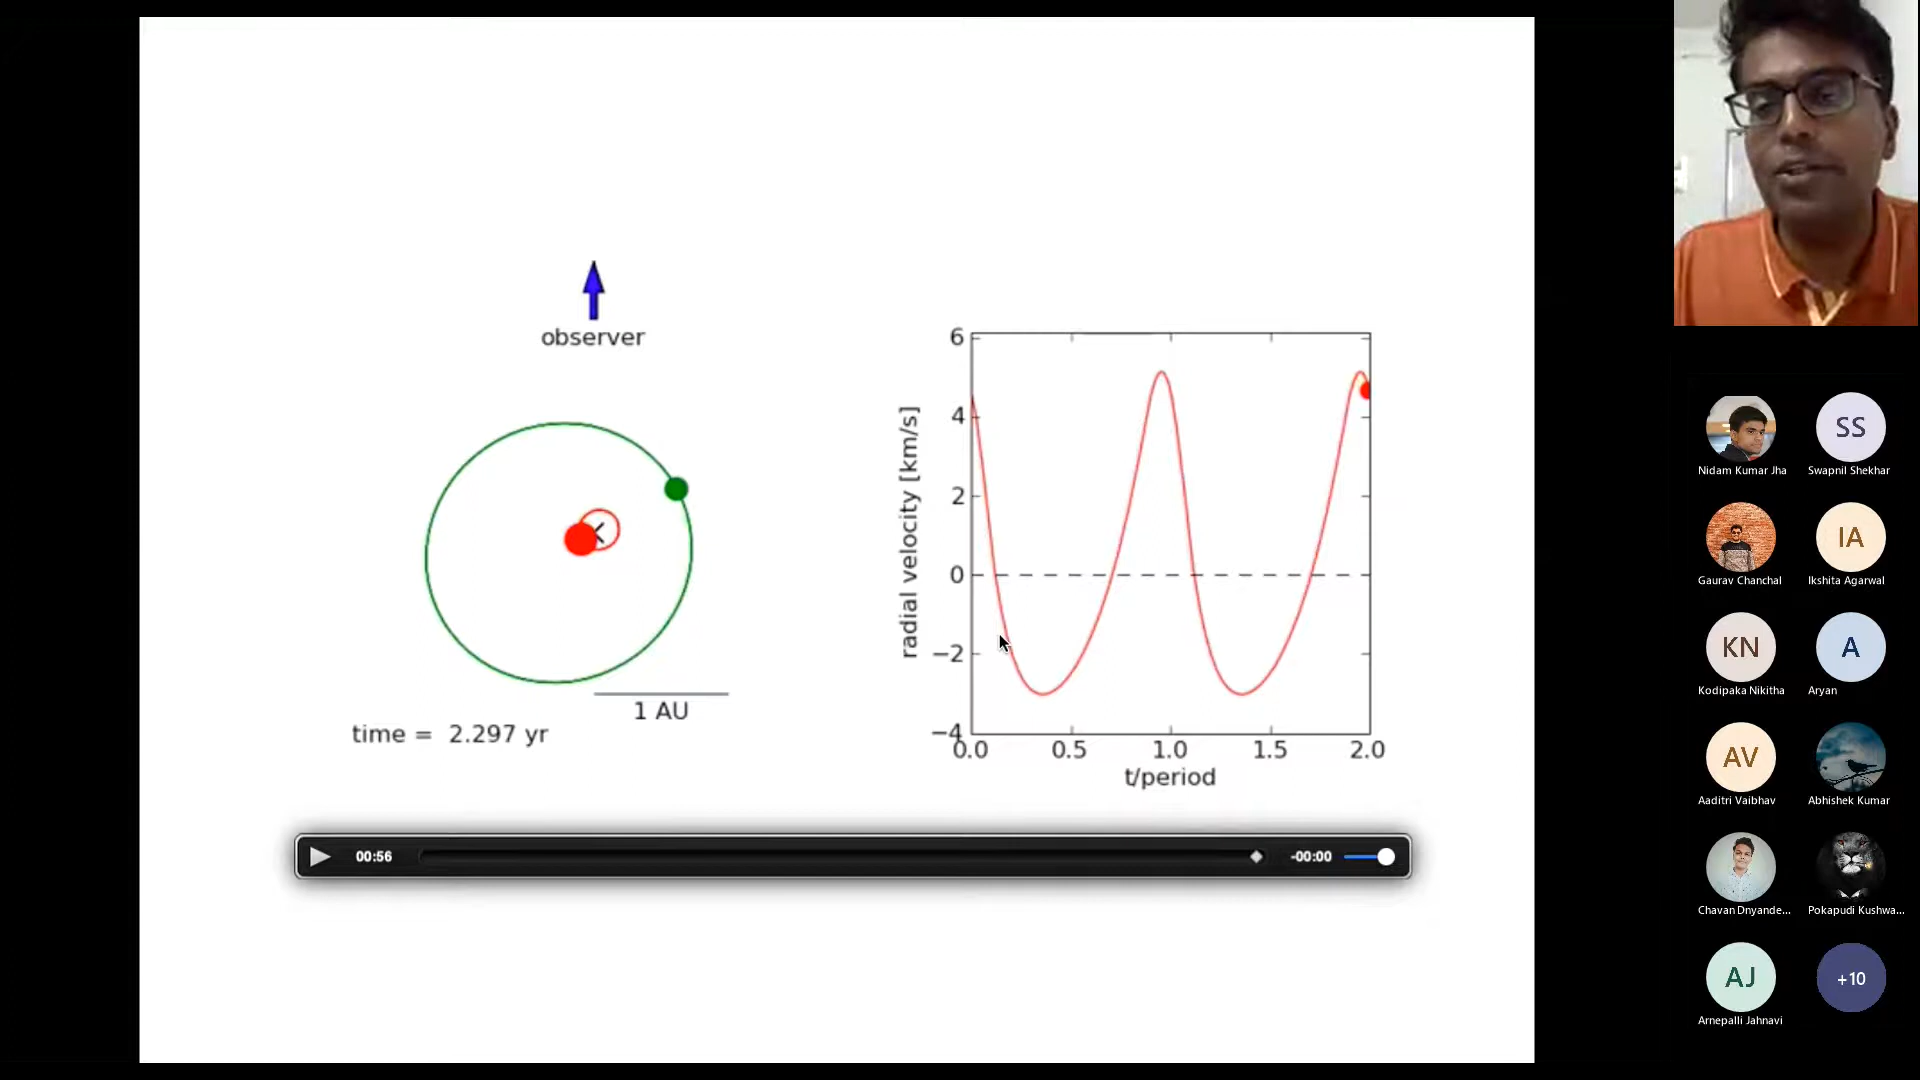 observer
1 AU
time = 2.297 yr
radial velocity [km/s]
6
4
2
0
−2
−4
0.0 0.5 1.0 1.5 2.0
t/period
00:56 -00:00
Nidam Kumar Jha
SS
Swapnil Shekhar
Gaurav Chanchal
IA
Ikshita Agarwal
KN
Kodipaka Nikitha
A
Aryan
AV
Aaditri Vaibhav
Abhishek Kumar
Chavan Dnyande...
Pokapudi Kushwa...
AJ
Arnepalli Jahnavi
+10